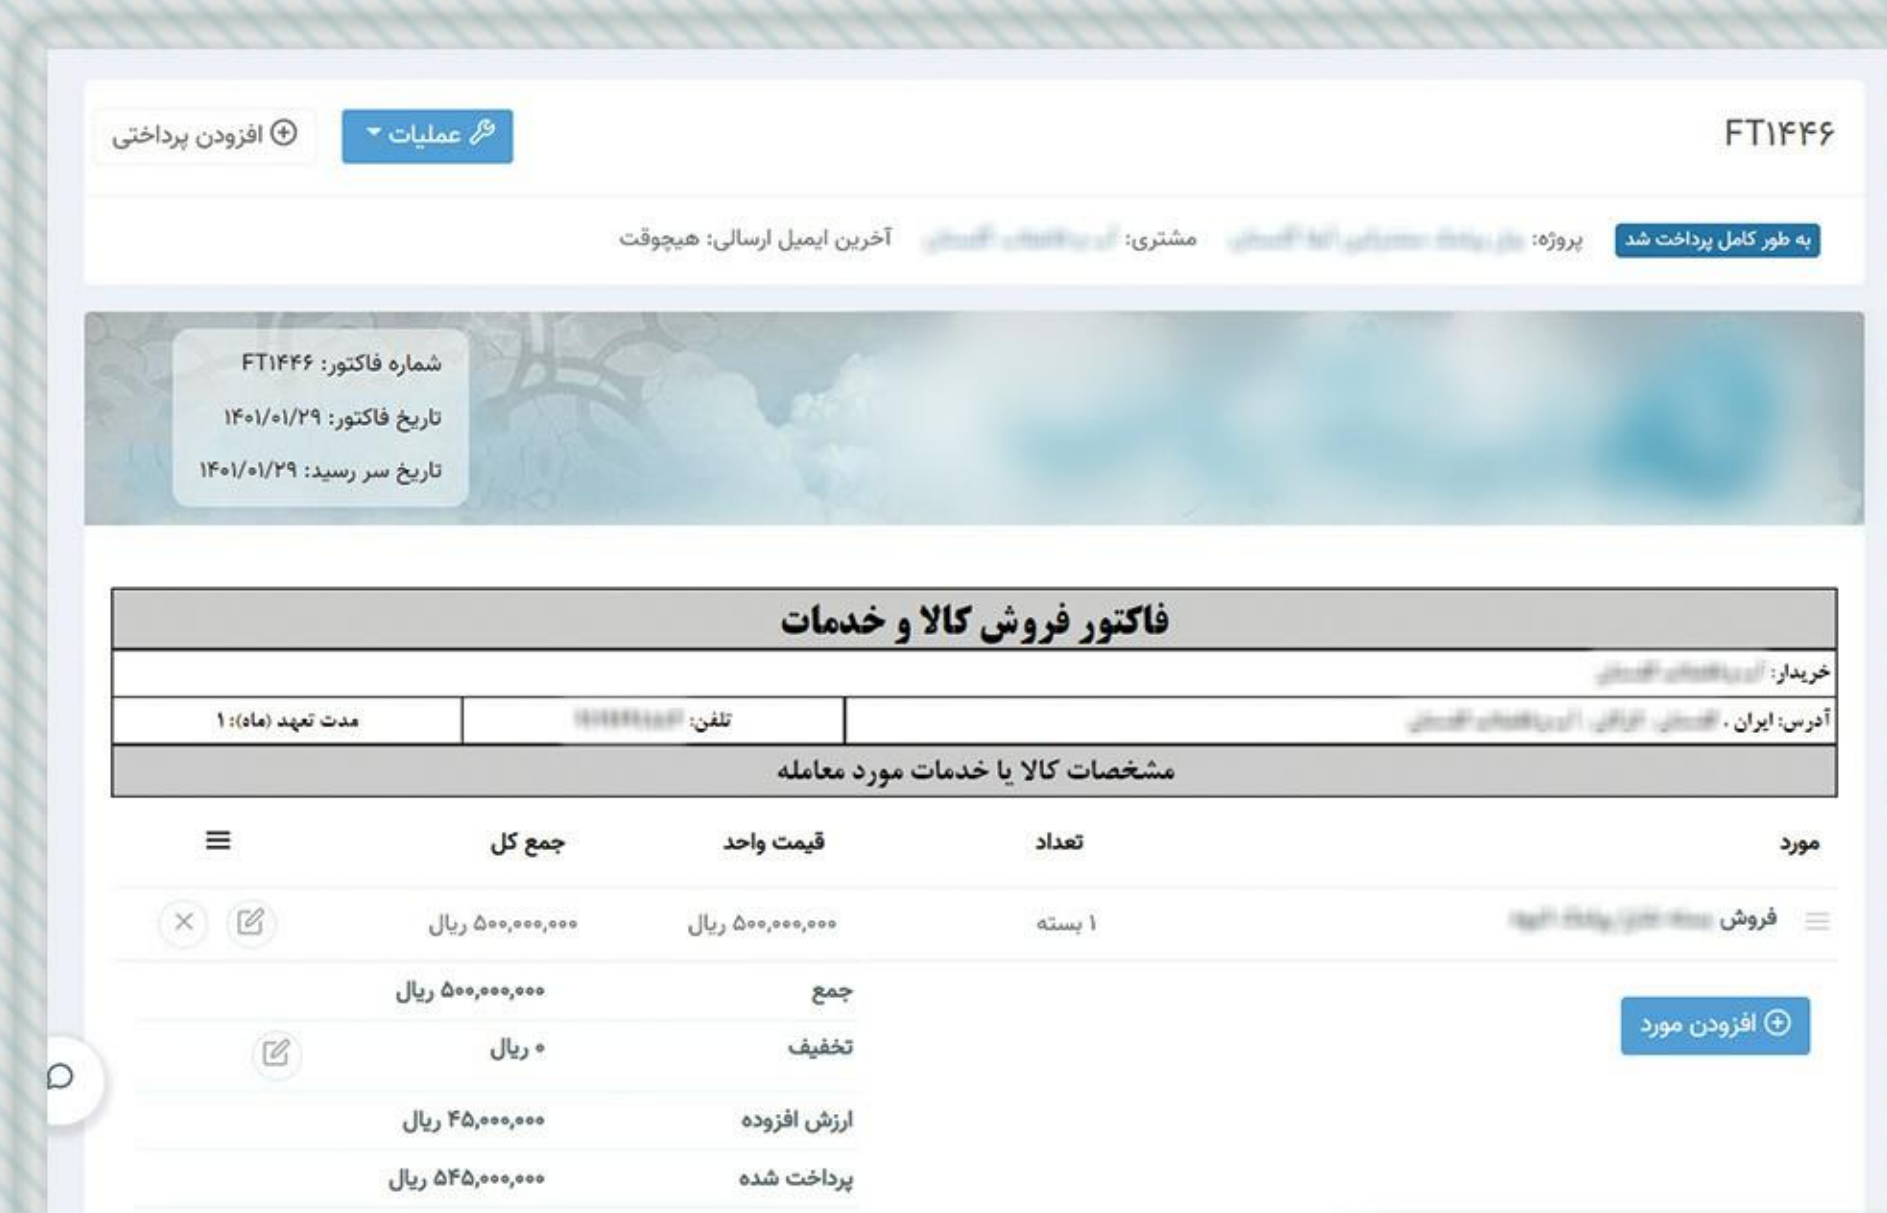 FT۱۴۴۶
عملیات
افزودن پرداختی
به طور کامل پرداخت شد پروژه: مشتری: آخرین ایمیل ارسالی: هیچوقت
شماره فاکتور: FT۱۴۴۶
تاریخ فاکتور: ۱۴۰۱/۰۱/۲۹
تاریخ سر رسید: ۱۴۰۱/۰۱/۲۹
فاکتور فروش کالا و خدمات
خریدار:
آدرس: ایران ، تلفن: مدت تعهد (ماه): ۱
مشخصات کالا یا خدمات مورد معامله
مورد تعداد قیمت واحد جمع کل
فروش ۱ بسته ۵۰۰,۰۰۰,۰۰۰ ریال ۵۰۰,۰۰۰,۰۰۰ ریال
جمع ۵۰۰,۰۰۰,۰۰۰ ریال
افزودن مورد
تخفیف ۰ ریال
ارزش افزوده ۴۵,۰۰۰,۰۰۰ ریال
پرداخت شده ۵۴۵,۰۰۰,۰۰۰ ریال